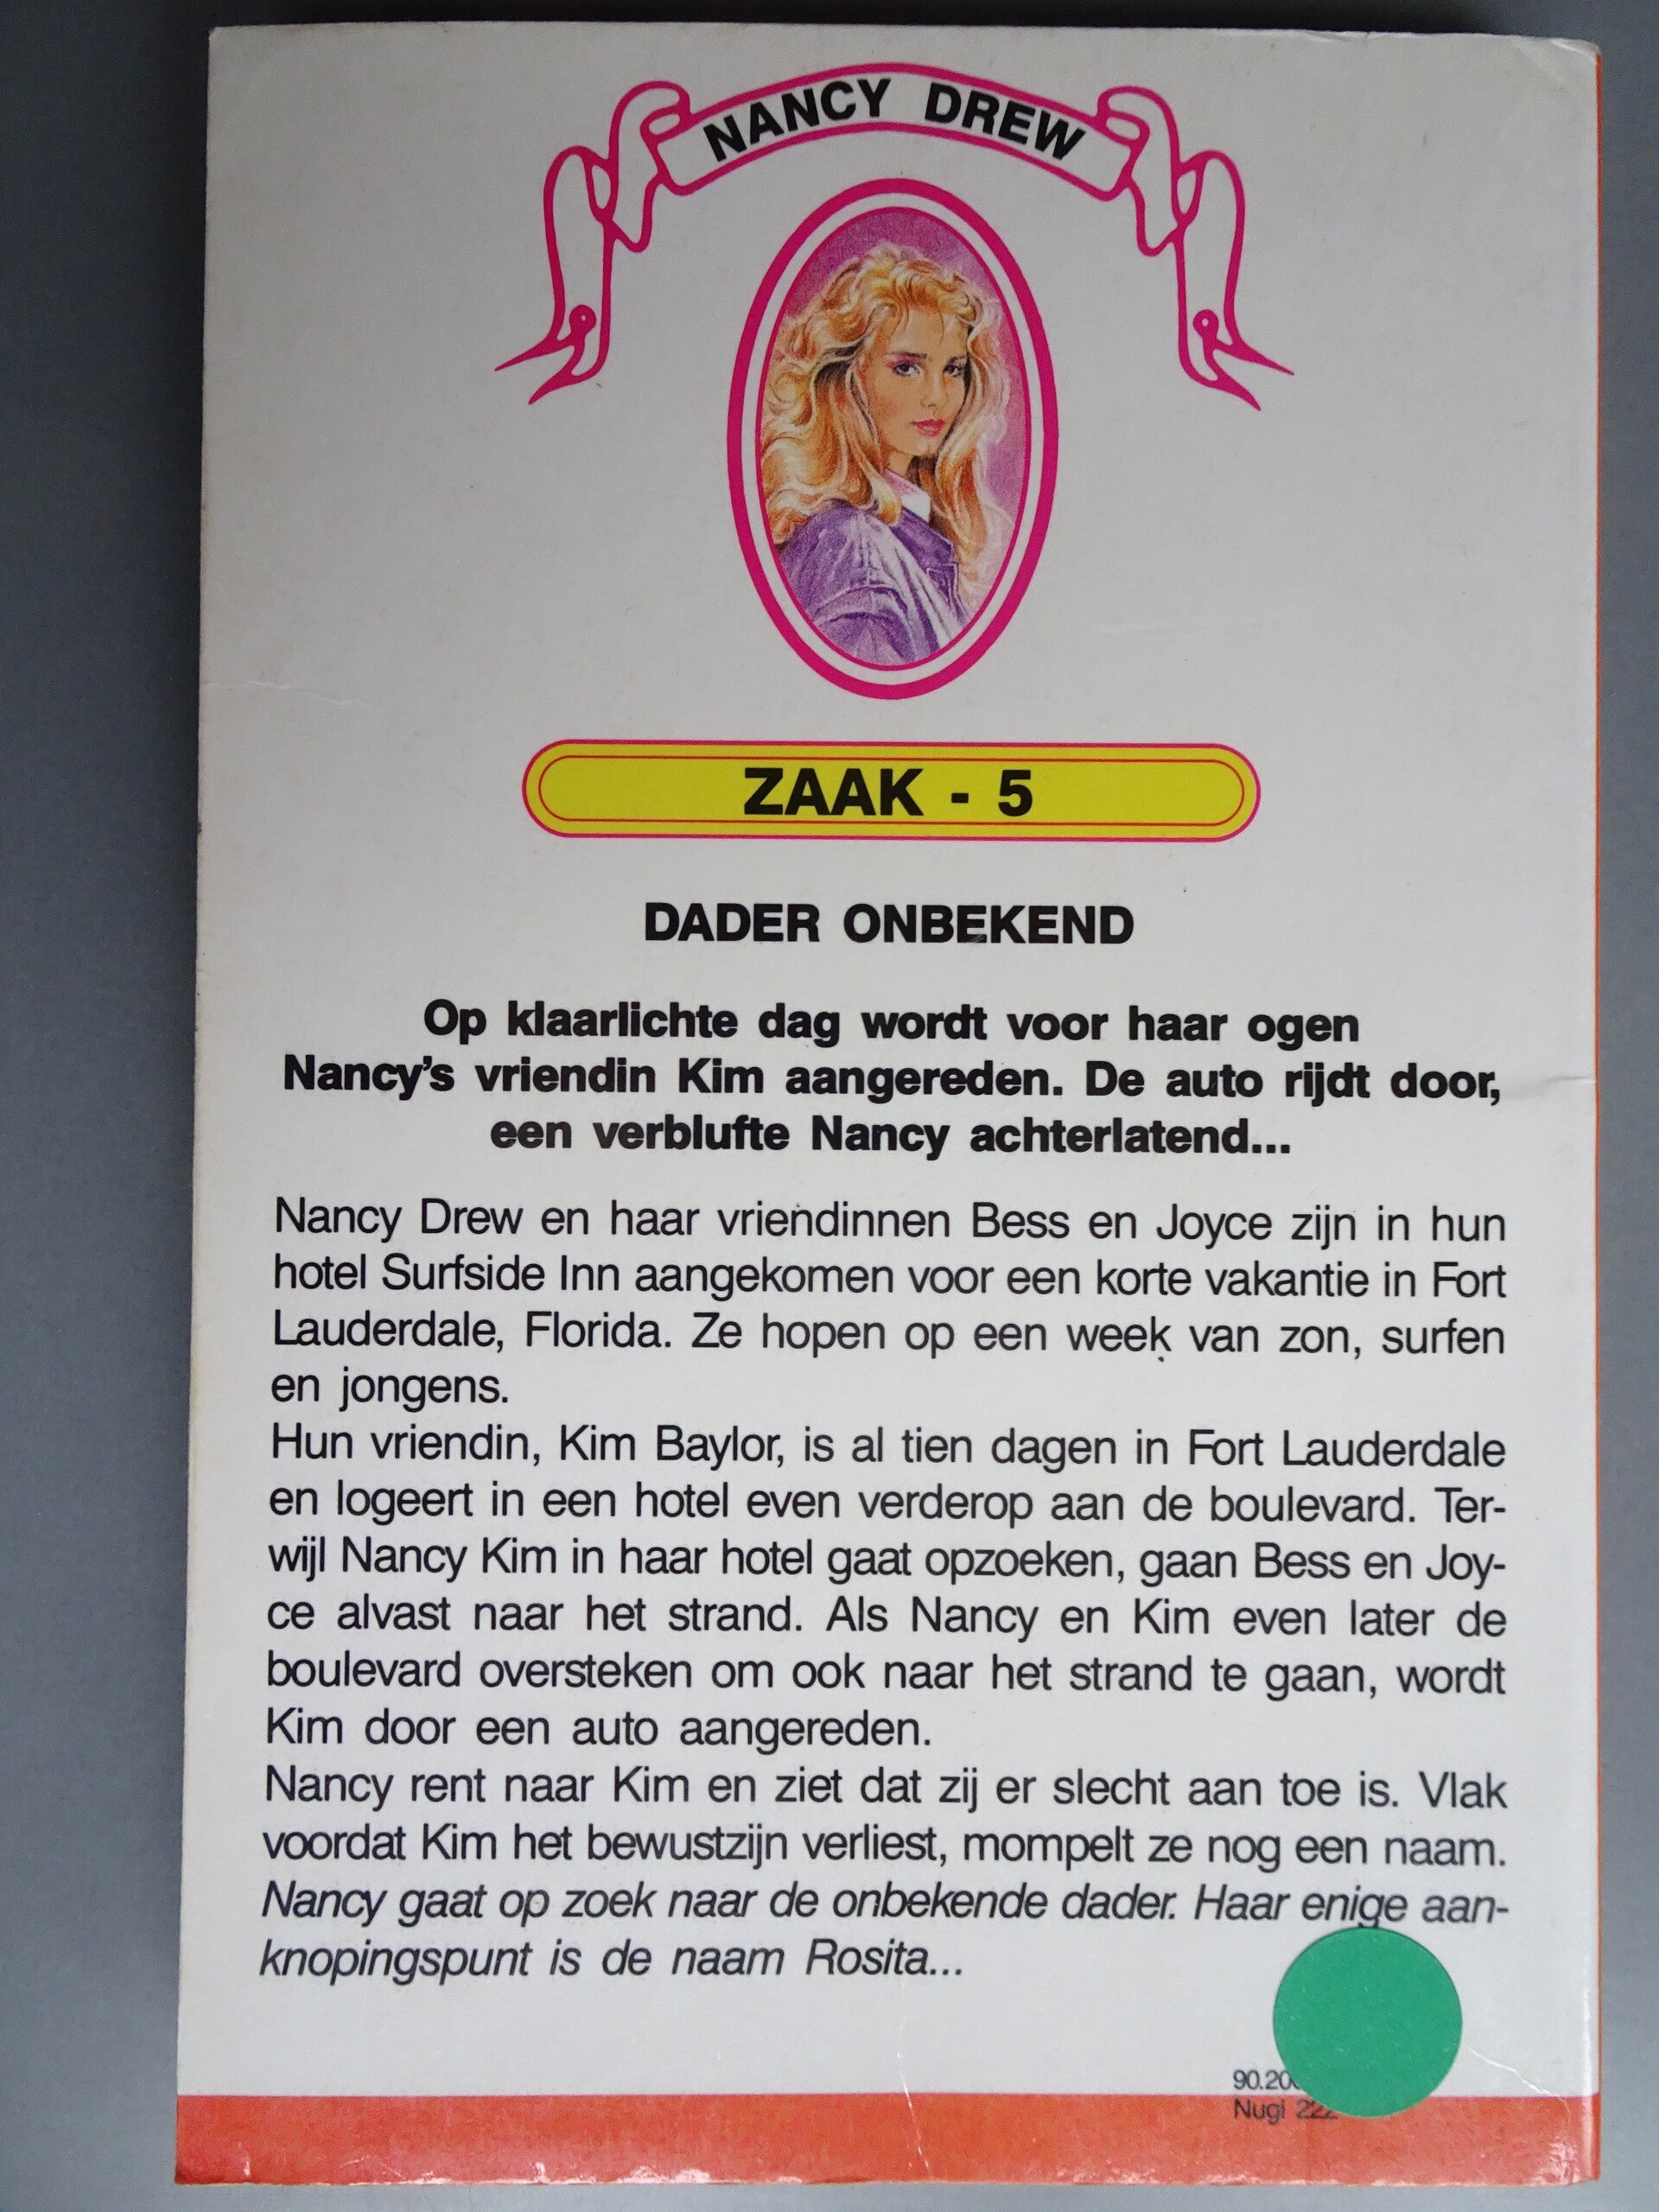 NANCY DREW
ZAAK - 5
DADER ONBEKEND
Op klaarlichte dag wordt voor haar ogen
Nancy's vriendin Kim aangereden. De auto rijdt door,
een verblufte Nancy achterlatend...
Nancy Drew en haar vriendinnen Bess en Joyce zijn in hun
hotel Surfside Inn aangekomen voor een korte vakantie in Fort
Lauderdale, Florida. Ze hopen op een week van zon, surfen
en jongens.
Hun vriendin, Kim Baylor, is al tien dagen in Fort Lauderdale
en logeert in een hotel even verderop aan de boulevard. Ter-
wijl Nancy Kim in haar hotel gaat opzoeken, gaan Bess en Joy-
ce alvast naar het strand. Als Nancy en Kim even later de
boulevard oversteken om ook naar het strand te gaan, wordt
Kim door een auto aangereden.
Nancy rent naar Kim en ziet dat zij er slecht aan toe is. Vlak
voordat Kim het bewustzijn verliest, mompelt ze nog een naam.
Nancy gaat op zoek naar de onbekende dader. Haar enige aan-
knopingspunt is de naam Rosita...
Nugi 222